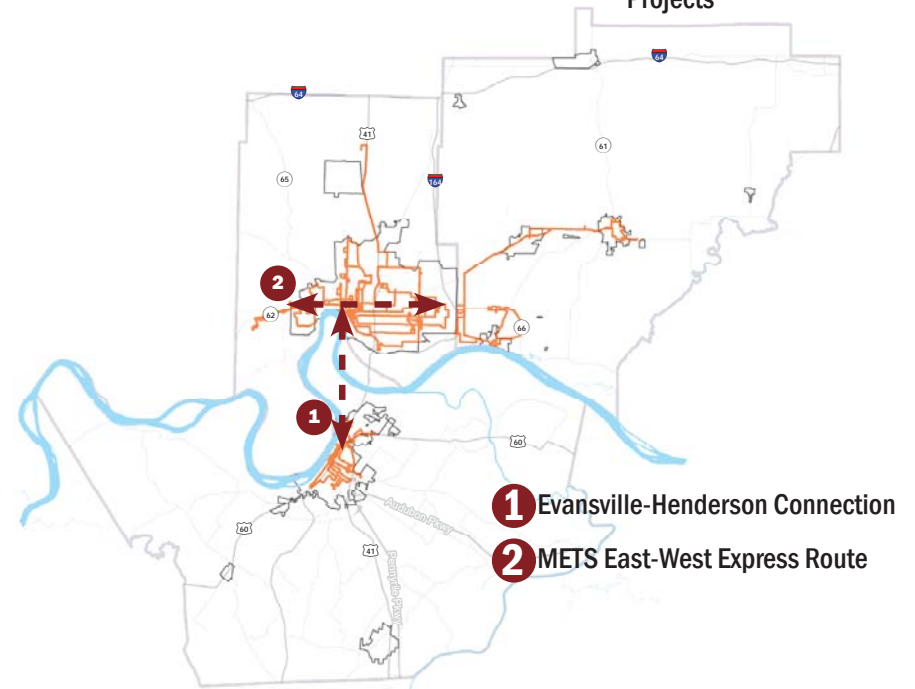 Projects
64
64
41
61
65
164
2
62
66
1
60
1 Evansville-Henderson Connection
Audubon Pkwy
60
2 METS East-West Express Route
41
Pennyrile Pkwy